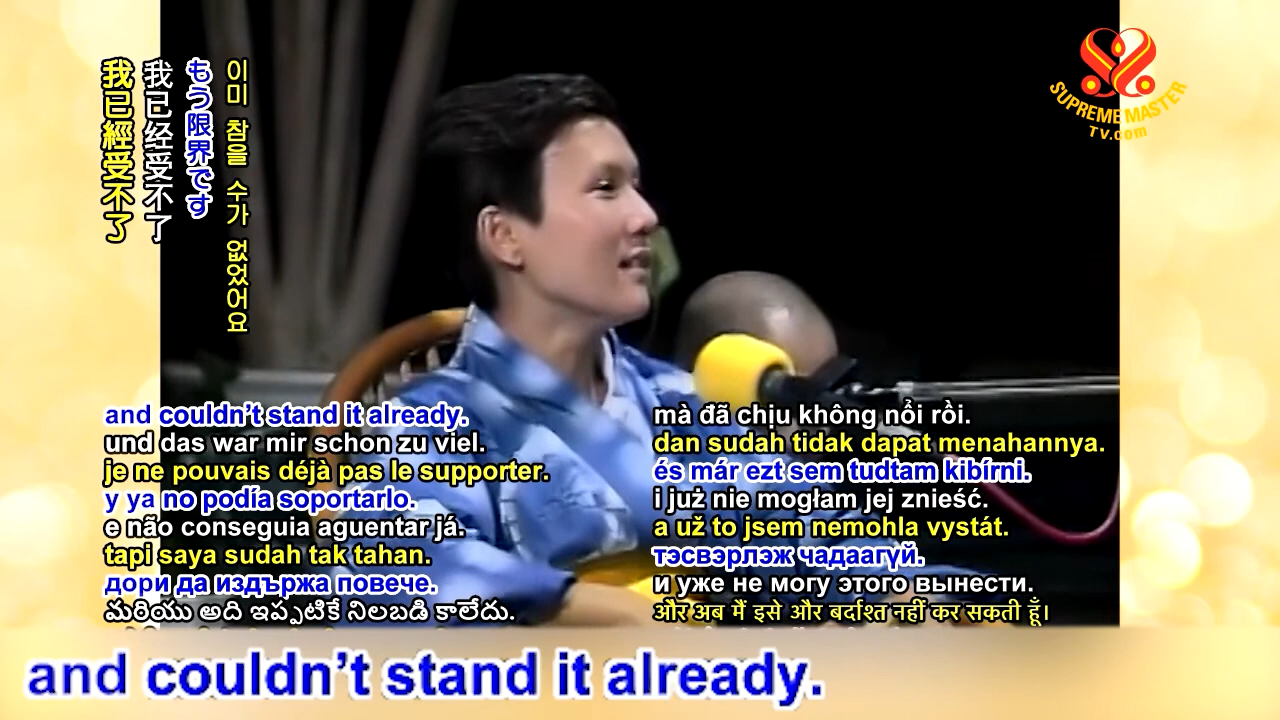 我已經受不了
我已经受不了
もう限界です
이미 참을 수가 없었어요
SUPREME MASTER
TV.com
and couldn't stand it already.
und das war mir schon zu viel.
je ne pouvais déjà pas le supporter.
y ya no podía soportarlo.
e não conseguia aguentar já.
tapi saya sudah tak tahan.
дори да издържа повече.
మరియు అది ఇప్పటికే నిలబడి కాలేదు.
mà đã chịu không nổi rồi.
dan sudah tidak dapat menahannya.
és már ezt sem tudtam kibírni.
i już nie mogłam jej znieść.
a už to jsem nemohla vystát.
тэсвэрлэж чадаагүй.
и уже не могу этого вынести.
और अब मैं इसे और बर्दाश्त नहीं कर सकती हूँ।
and couldn't stand it already.